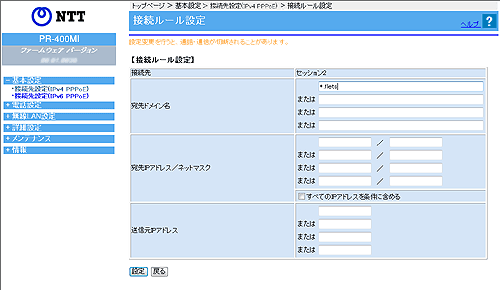 NTT
PR-400MI
ファームウェア バージョン
－基本設定
・接続先設定(IPv4 PPPoE)
・接続先設定(IPv6 PPPoE)
＋電話設定
＋無線LAN設定
＋詳細設定
＋メンテナンス
＋情報
トップページ > 基本設定 > 接続先設定(IPv4 PPPoE) > 接続ルール設定
接続ルール設定
ヘルプ ?
設定変更を行うと、通話・通信が切断されることがあります。
【接続ルール設定】
接続先 セッション2
宛先ドメイン名 *.flets
または
または
または
宛先IPアドレス／ネットマスク ／
または ／
または ／
または ／
すべてのIPアドレスを条件に含める
送信元IPアドレス
または
または
または
設定 戻る